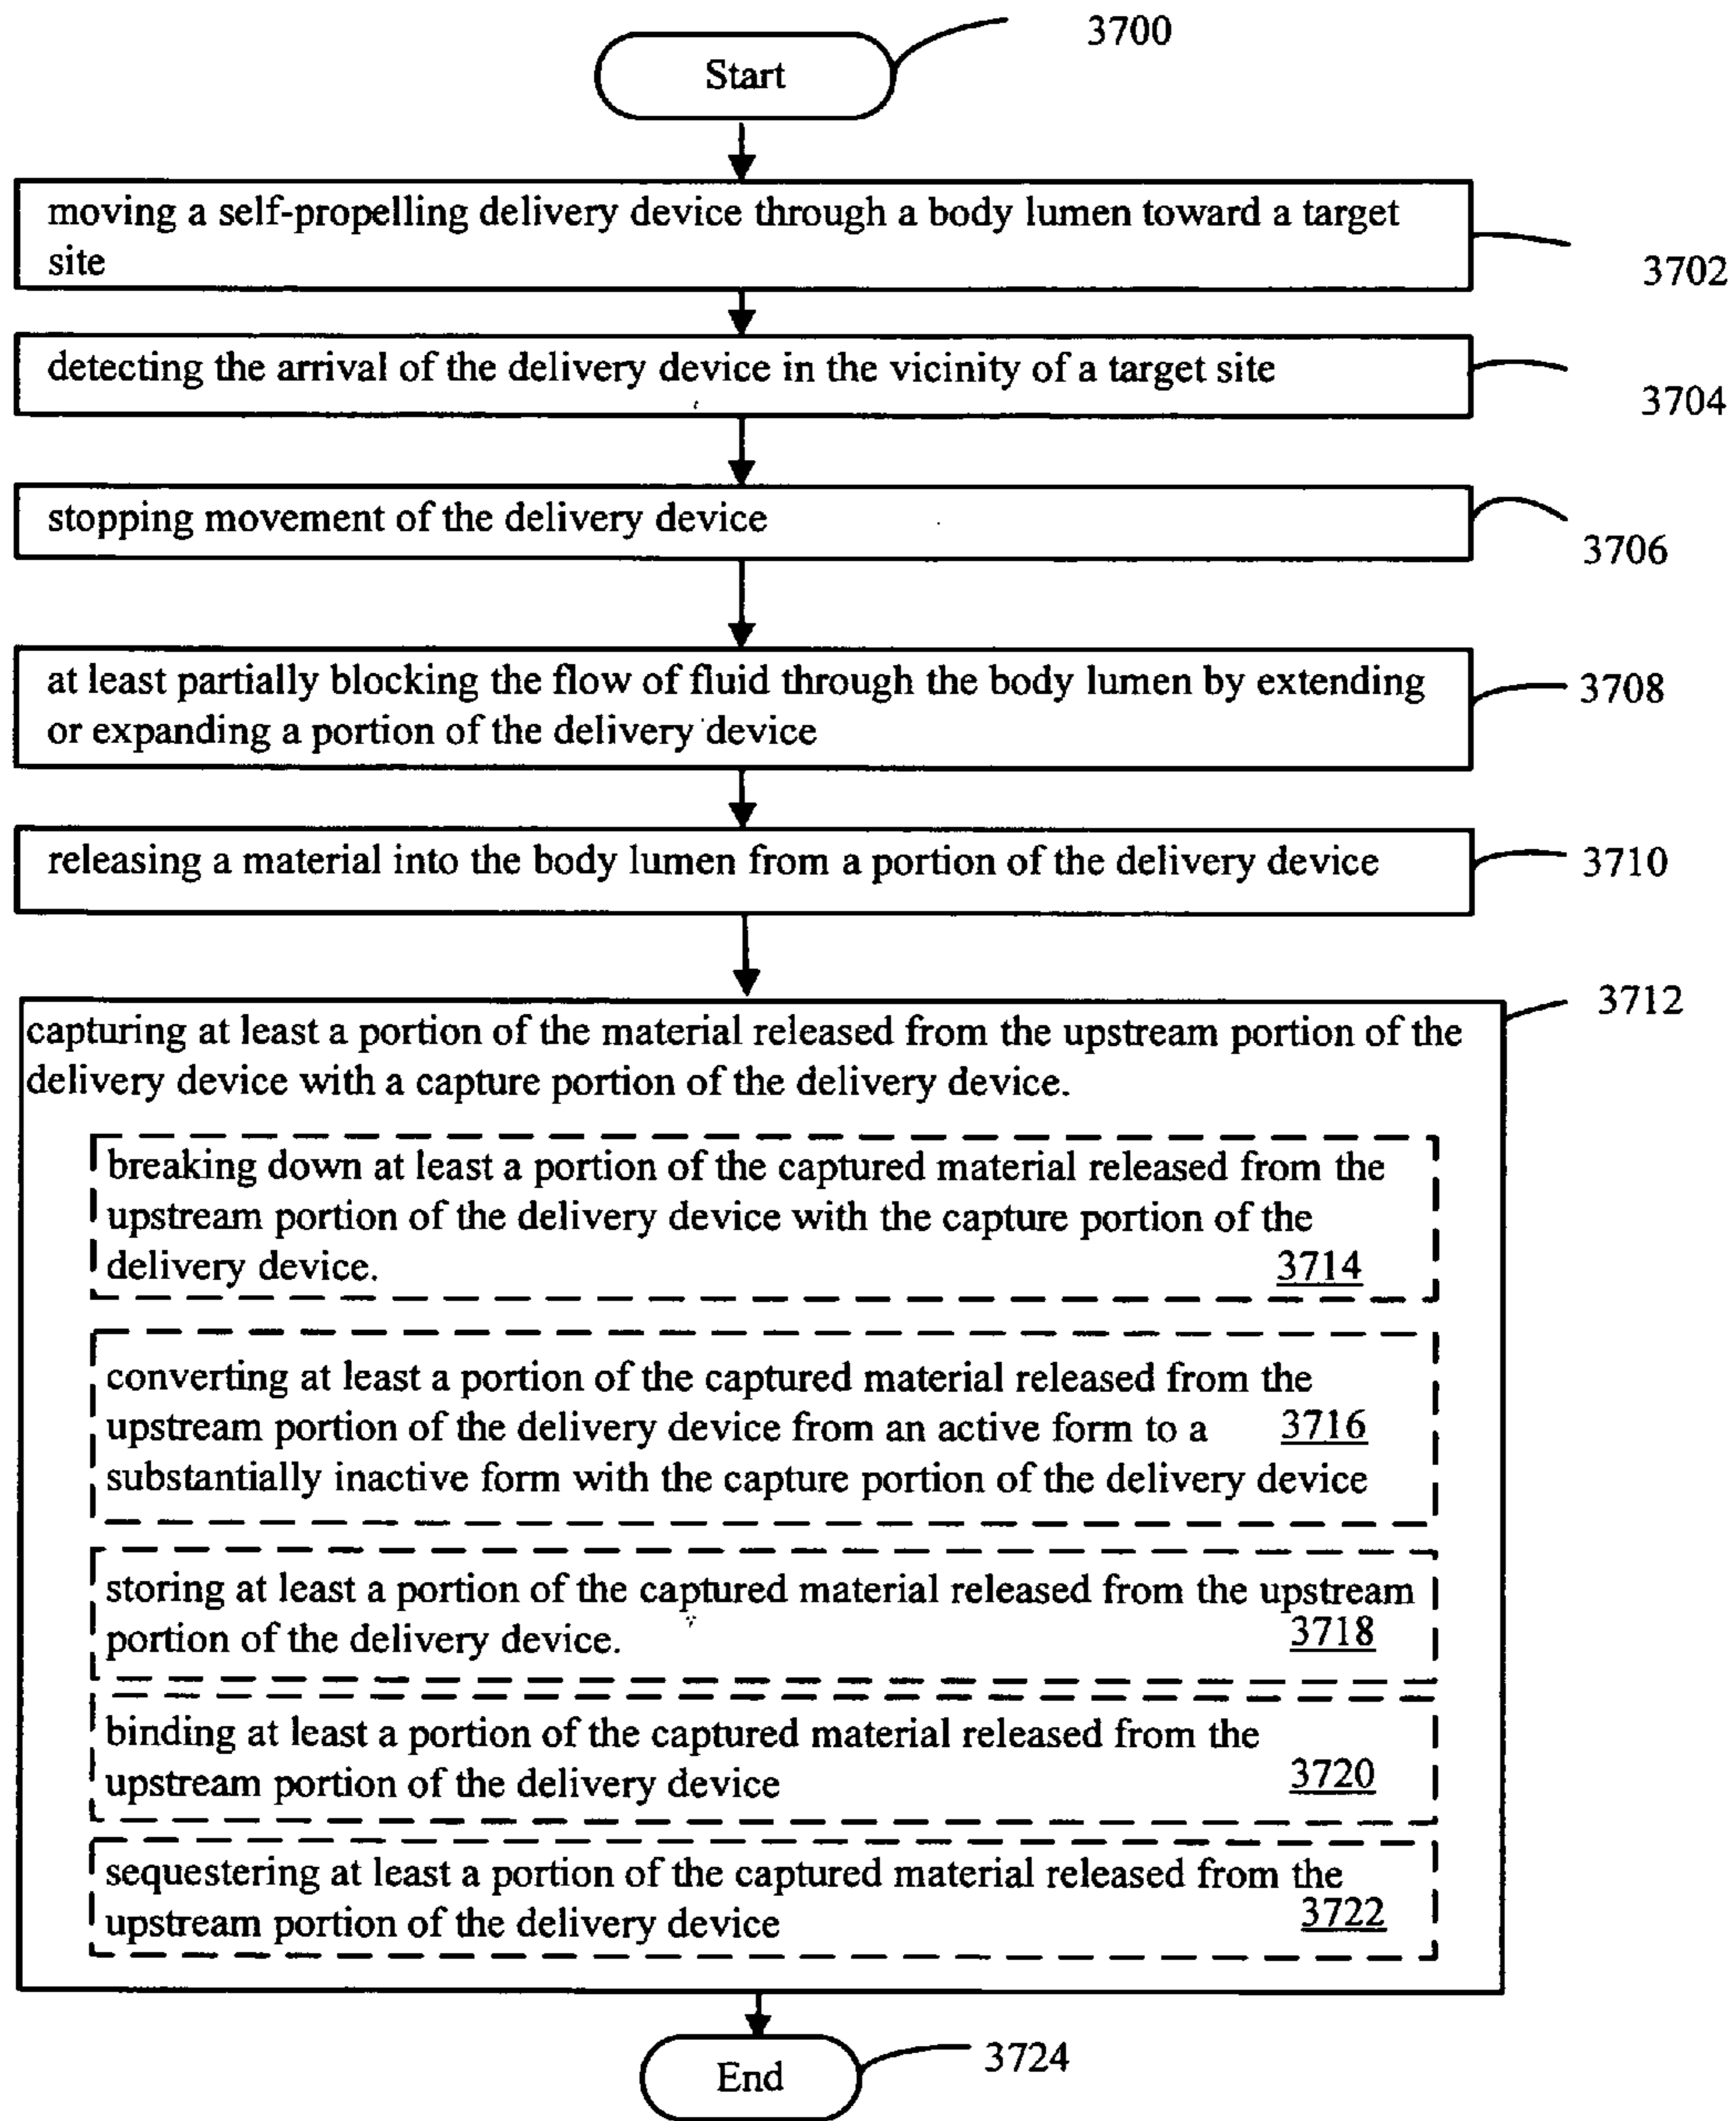 3700
Start
moving a self-propelling delivery device through a body lumen toward a target
site
3702
detecting the arrival of the delivery device in the vicinity of a target site
3704
stopping movement of the delivery device
3706
at least partially blocking the flow of fluid through the body lumen by extending
or expanding a portion of the delivery device
3708
releasing a material into the body lumen from a portion of the delivery device
3710
3712
capturing at least a portion of the material released from the upstream portion of the
delivery device with a capture portion of the delivery device.
breaking down at least a portion of the captured material released from the
upstream portion of the delivery device with the capture portion of the
delivery device. 3714
converting at least a portion of the captured material released from the
upstream portion of the delivery device from an active form to a 3716
substantially inactive form with the capture portion of the delivery device
storing at least a portion of the captured material released from the upstream
portion of the delivery device. 3718
binding at least a portion of the captured material released from the
upstream portion of the delivery device 3720
sequestering at least a portion of the captured material released from the
upstream portion of the delivery device 3722
End
3724